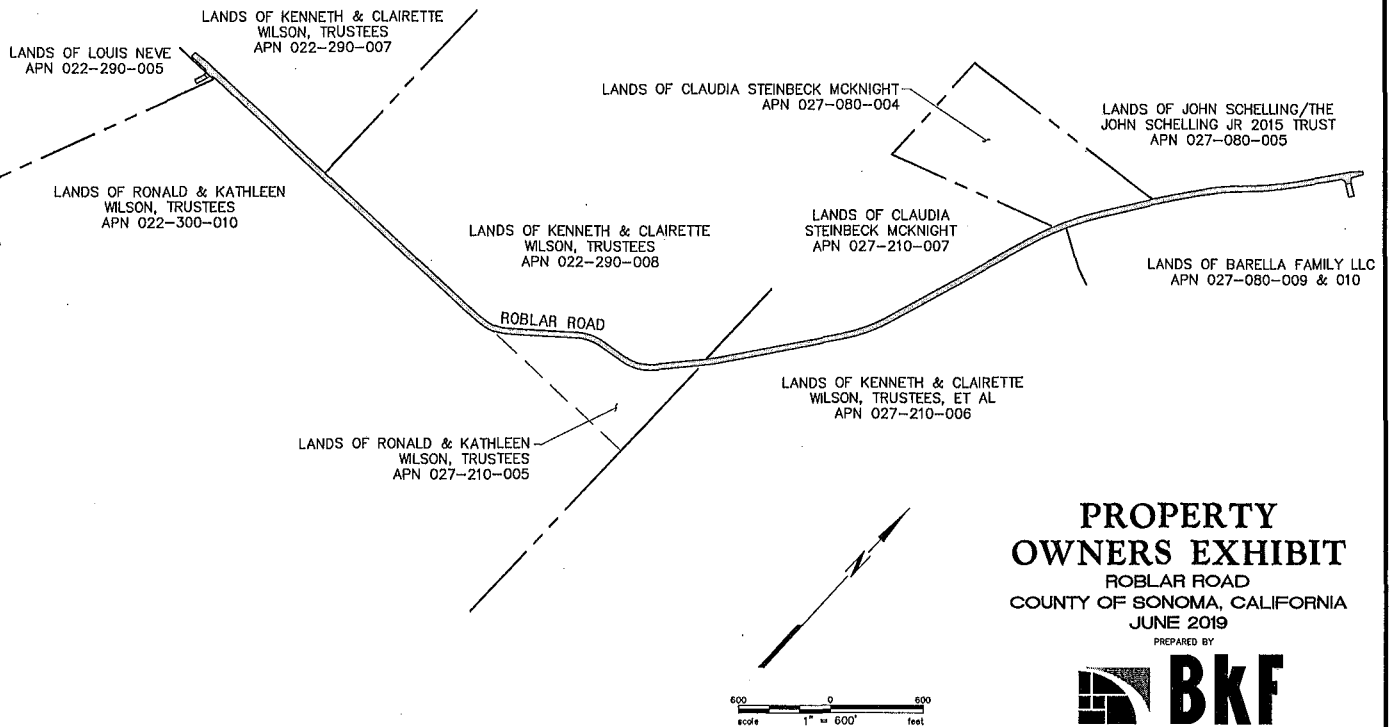 LANDS OF KENNETH & CLAIRETTE
WILSON, TRUSTEES
APN 022-290-007
LANDS OF LOUIS NEVE
APN 022-290-005
LANDS OF CLAUDIA STEINBECK MCKNIGHT
APN 027-080-004
LANDS OF JOHN SCHELLING/THE
JOHN SCHELLING JR 2015 TRUST
APN 027-080-005
LANDS OF RONALD & KATHLEEN
WILSON, TRUSTEES
APN 022-300-010
LANDS OF KENNETH & CLAIRETTE
WILSON, TRUSTEES
APN 022-290-008
LANDS OF CLAUDIA
STEINBECK MCKNIGHT
APN 027-210-007
LANDS OF BARELLA FAMILY LLC
APN 027-080-009 & 010
ROBLAR ROAD
LANDS OF KENNETH & CLAIRETTE
WILSON, TRUSTEES, ET AL
APN 027-210-006
LANDS OF RONALD & KATHLEEN
WILSON, TRUSTEES
APN 027-210-005
N
PROPERTY
OWNERS EXHIBIT
ROBLAR ROAD
COUNTY OF SONOMA, CALIFORNIA
JUNE 2019
PREPARED BY
BKF
600 0 600
scale 1" = 600' feet